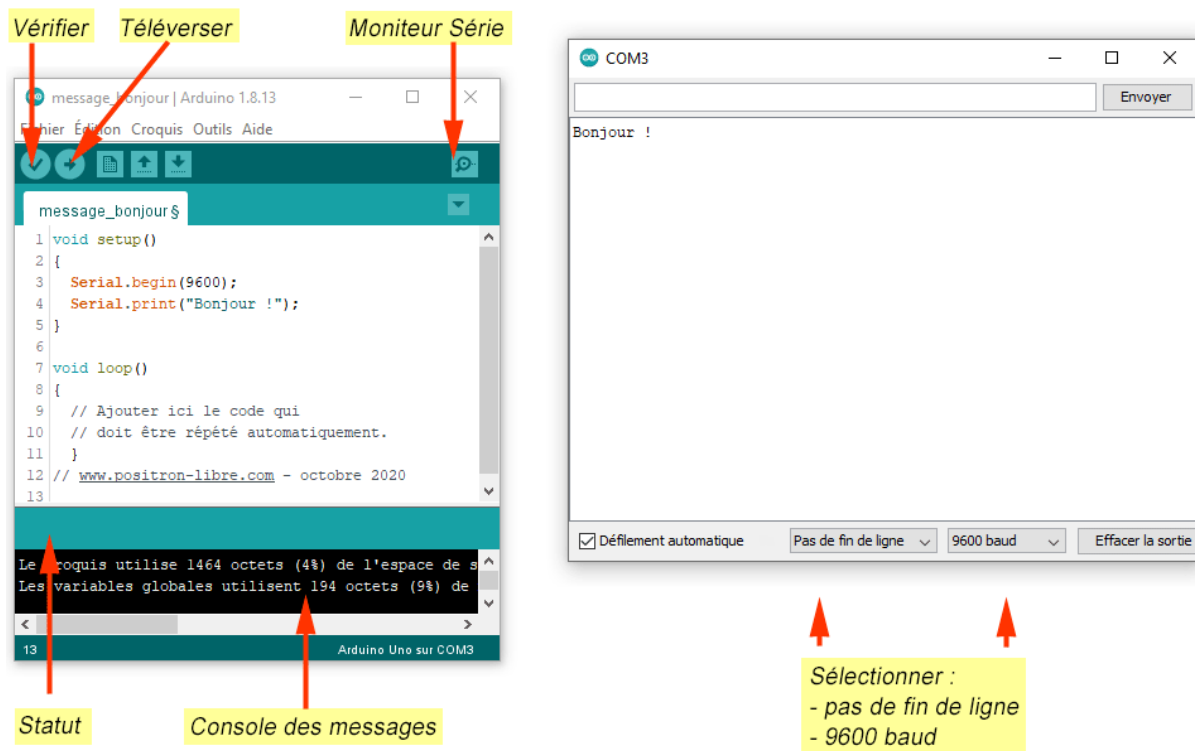 Vérifier
Téléverser
Moniteur Série
message_bonjour | Arduino 1.8.13
Fichier Édition Croquis Outils Aide
message_bonjour §
1 void setup()
2 {
3 Serial.begin(9600);
4 Serial.print("Bonjour !");
5 }
6
7 void loop()
8 {
9 // Ajouter ici le code qui
10 // doit être répété automatiquement.
11 }
12 // www.positron-libre.com - octobre 2020
13
Le croquis utilise 1464 octets (4%) de l'espace de s
Les variables globales utilisent 194 octets (9%) de
13
Arduino Uno sur COM3
Statut
Console des messages
COM3
Envoyer
Bonjour !
Défilement automatique
Pas de fin de ligne
9600 baud
Effacer la sortie
Sélectionner :
- pas de fin de ligne
- 9600 baud